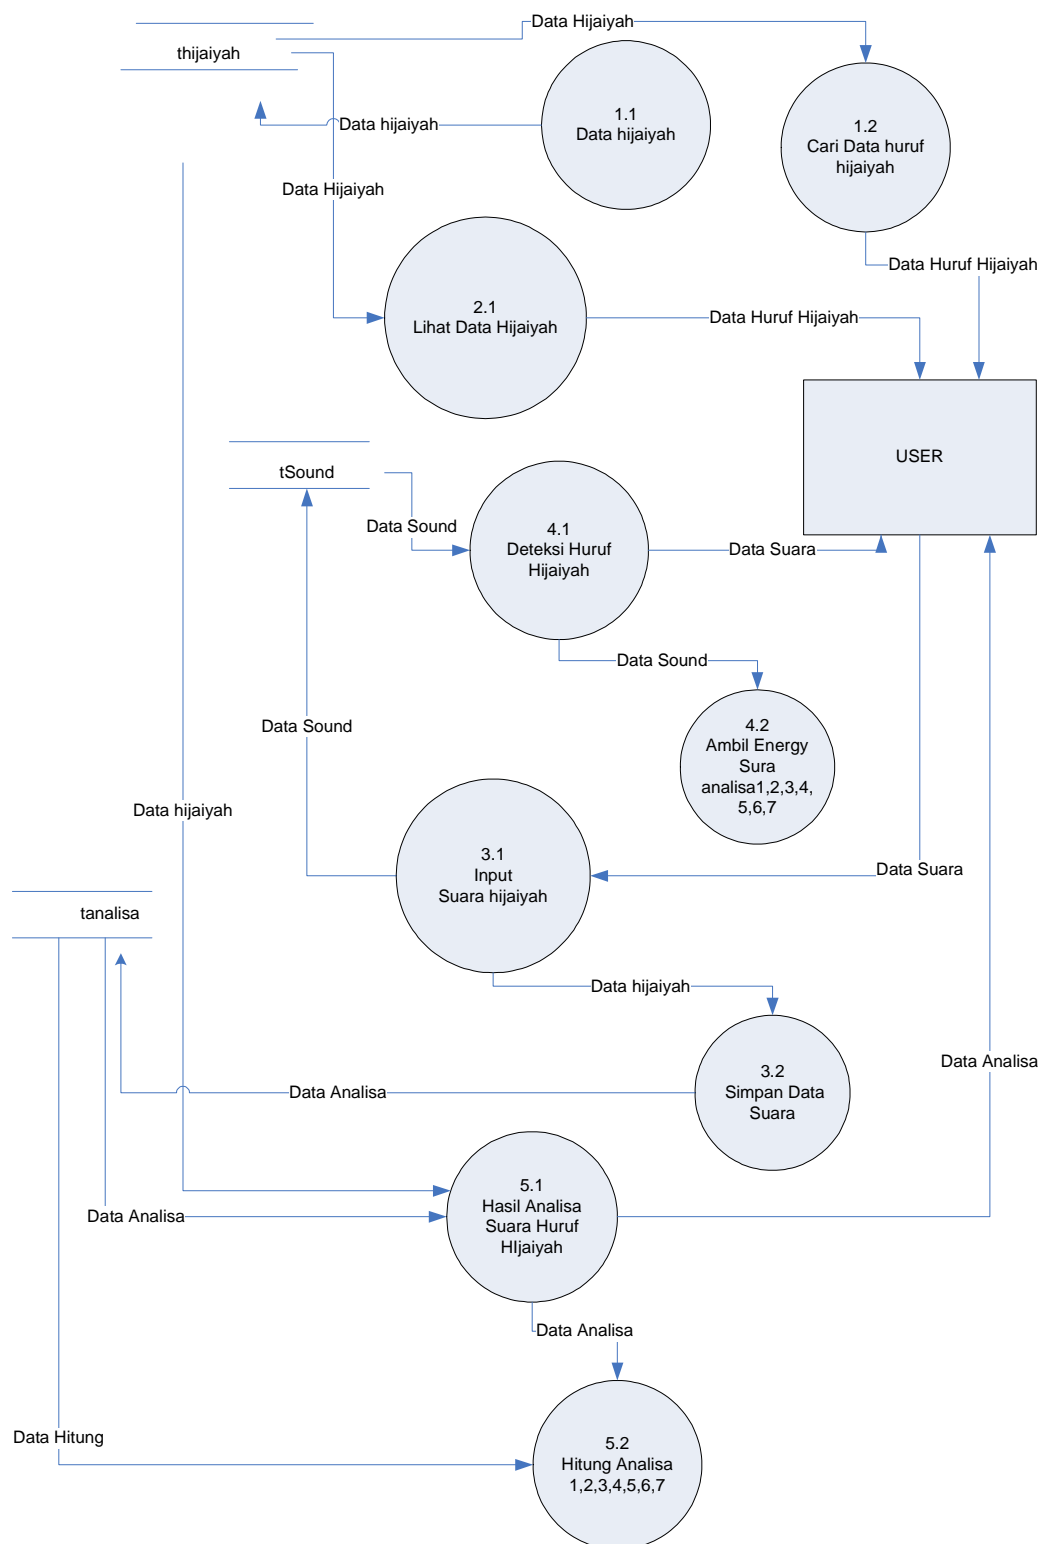 Data Hijaiyah
thijaiyah
1.1
Data hijaiyah
Data hijaiyah
1.2
Cari Data huruf
hijaiyah
Data Hijaiyah
Data Huruf Hijaiyah
2.1
Lihat Data Hijaiyah
Data Huruf Hijaiyah
USER
tSound
Data Sound
4.1
Deteksi Huruf
Hijaiyah
Data Suara
Data Sound
Data Sound
4.2
Ambil Energy
Sura
analisa1,2,3,4,
5,6,7
Data hijaiyah
3.1
Input
Suara hijaiyah
Data Suara
tanalisa
Data hijaiyah
Data Analisa
3.2
Simpan Data
Suara
Data Analisa
5.1
Hasil Analisa
Suara Huruf
HIjaiyah
Data Analisa
Data Analisa
Data Hitung
5.2
Hitung Analisa
1,2,3,4,5,6,7